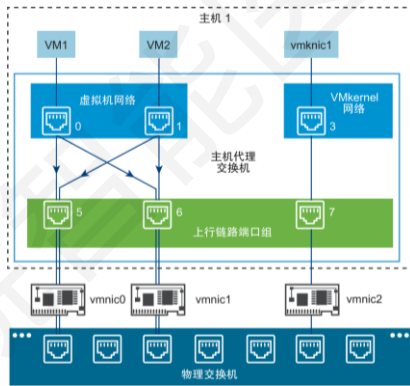 主机 1
VM1
VM2
vmknic1
虚拟机网络
VMkernel
网络
0
1
3
主机代理
交换机
5
6
7
上行链路端口组
vmnic0
vmnic1
vmnic2
物理交换机